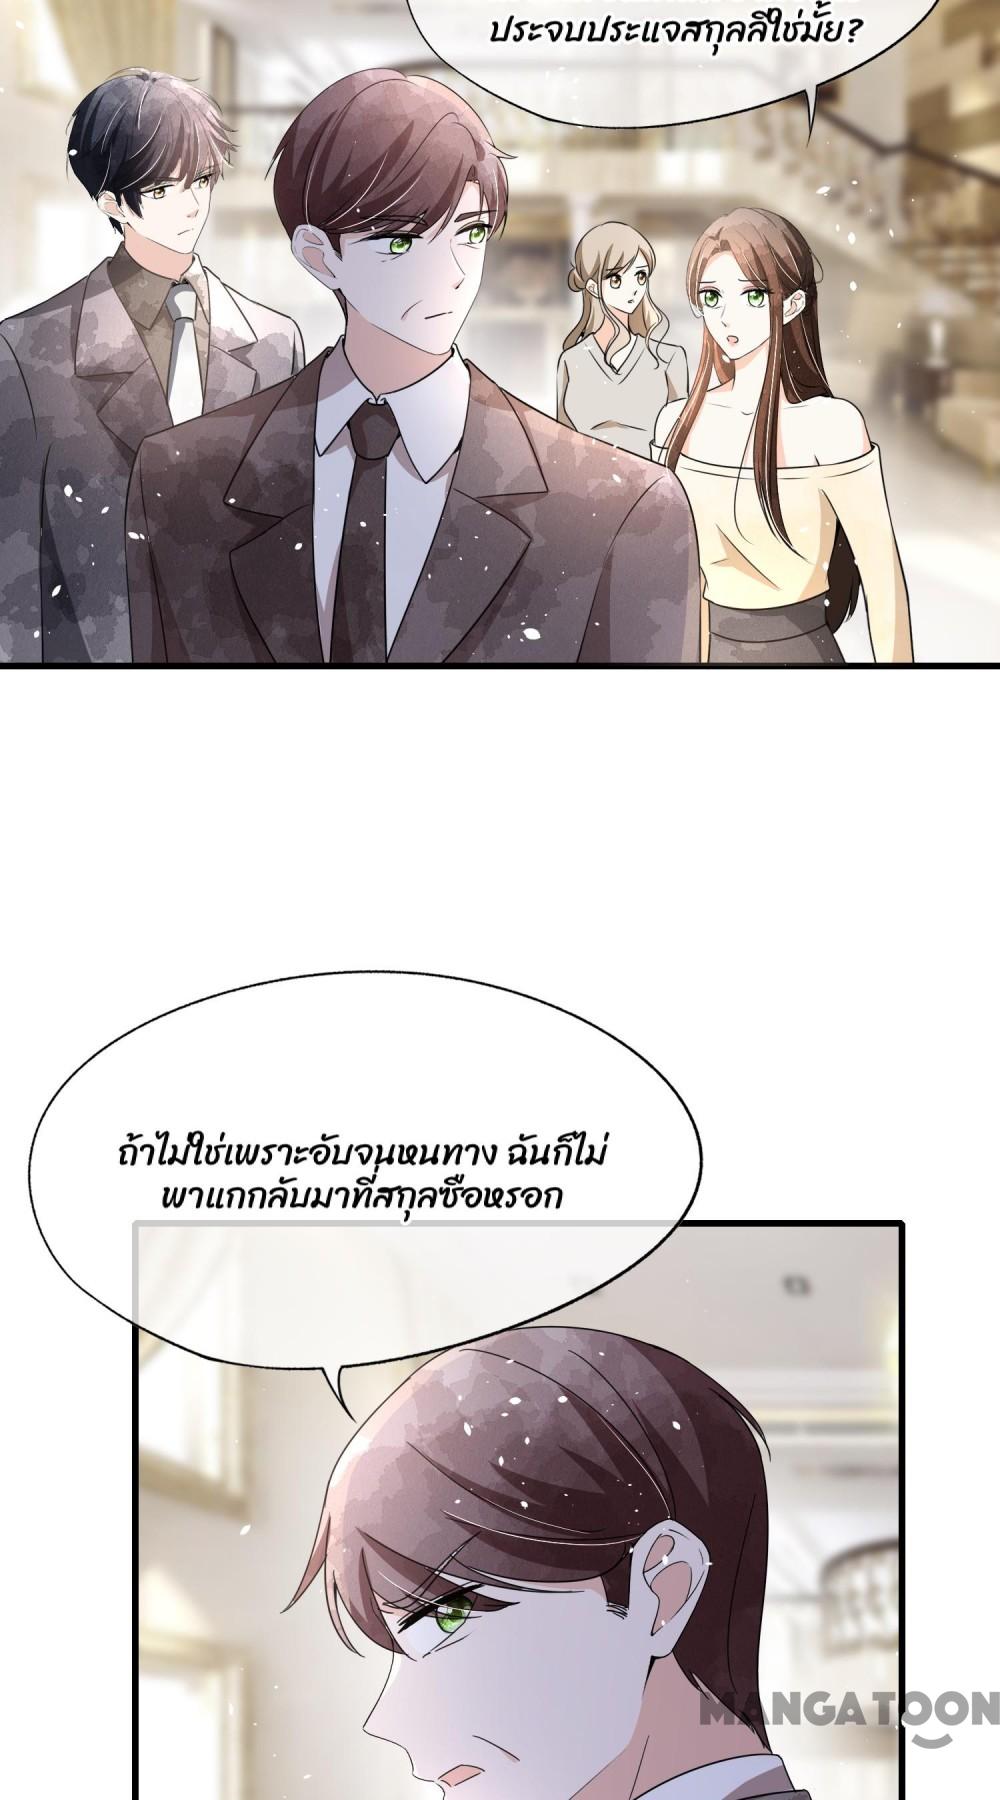 ประจบประแจสกุลลีใช่มั้ย?
ถ้าไม่ใช่เพราะอับจนหนทาง ฉันก็ไม่
พาแกกลับมาที่สกุลซือหรอก
MANGATOON